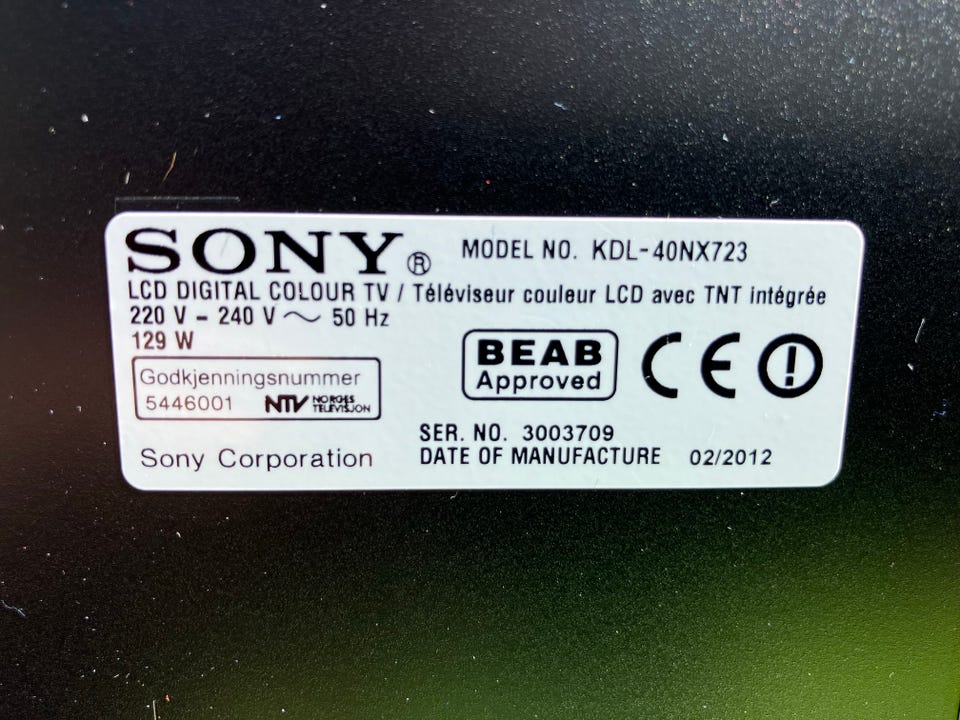 SONY® MODEL NO. KDL-40NX723
LCD DIGITAL COLOUR TV / Téléviseur couleur LCD avec TNT intégrée
220 V - 240 V ～ 50 Hz
129 W
BEAB
Approved
CE
Godkjenningsnummer
5446001 NTV NORGES TELEVISJON
SER. NO. 3003709
Sony Corporation DATE OF MANUFACTURE 02/2012